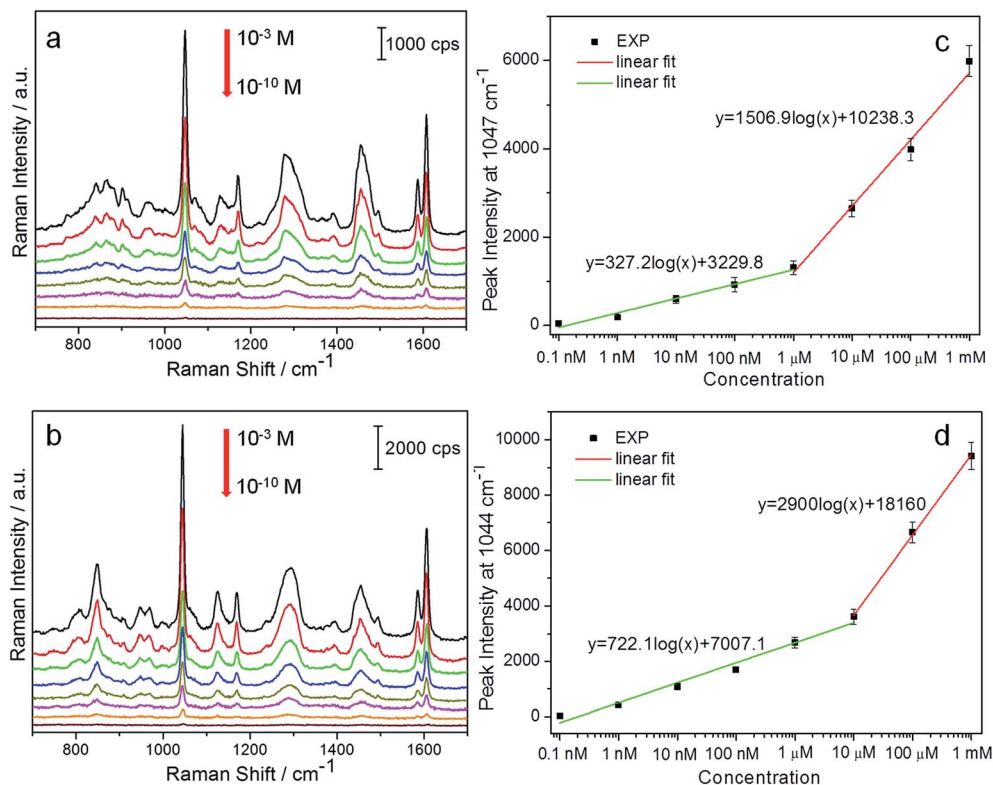 a
10⁻³ M
10⁻¹⁰ M
1000 cps
Raman Intensity / a.u.
800 1000 1200 1400 1600
Raman Shift / cm⁻¹
c
EXP
linear fit
linear fit
y=1506.9log(x)+10238.3
y=327.2log(x)+3229.8
Peak Intensity at 1047 cm⁻¹
6000
4000
2000
0
0.1 nM 1 nM 10 nM 100 nM 1 μM 10 μM 100 μM 1 mM
Concentration
b
10⁻³ M
10⁻¹⁰ M
2000 cps
Raman Intensity / a.u.
800 1000 1200 1400 1600
Raman Shift / cm⁻¹
d
EXP
linear fit
linear fit
y=2900log(x)+18160
y=722.1log(x)+7007.1
Peak Intensity at 1044 cm⁻¹
10000
8000
6000
4000
2000
0
0.1 nM 1 nM 10 nM 100 nM 1 μM 10 μM 100 μM 1 mM
Concentration